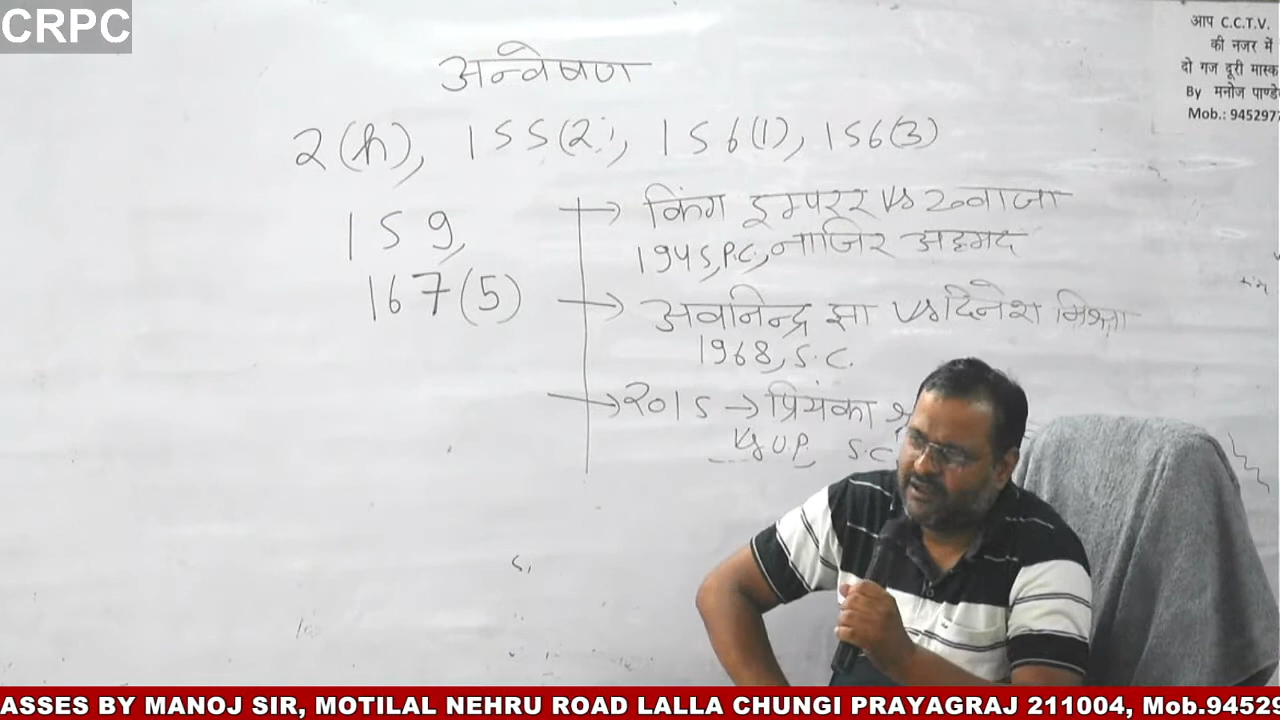 CRPC
आप C.C.T.V.
की नजर में
दो गज दूरी मास्क
By मनोज पाण्डे
Mob.: 945297
अन्वेषण
2(h), 155(2), 156(1), 156(3)
159,
167(5)
किंग इम्परर Vs ख्वाजा
1945, P.C., नाजिर अहमद
अवनिन्द्र झा Vs दिनेश मिश्रा
1968, S.C.
2015 → प्रियंका
Vs U.P. S.C.
ASSES BY MANOJ SIR, MOTILAL NEHRU ROAD LALLA CHUNGI PRAYAGRAJ 211004, Mob.9452